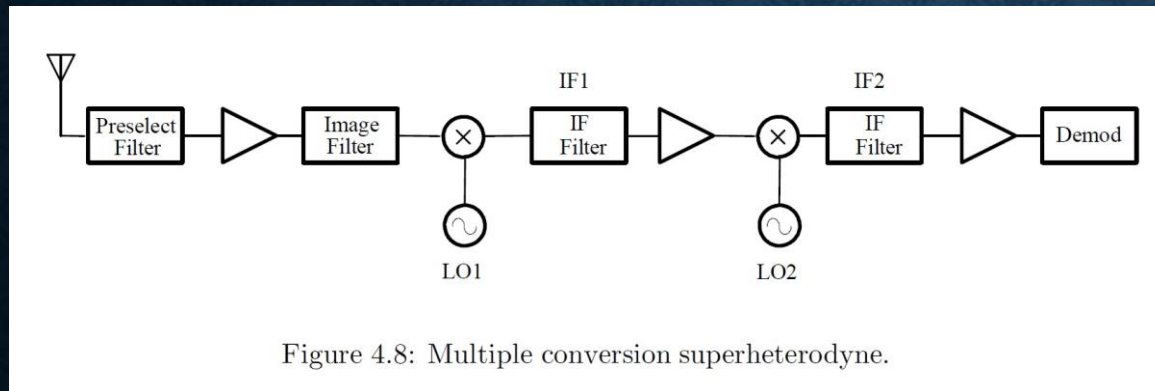 IF1
IF2
Preselect
Filter
Image
Filter
IF
Filter
IF
Filter
Demod
LO1
LO2
Figure 4.8: Multiple conversion superheterodyne.